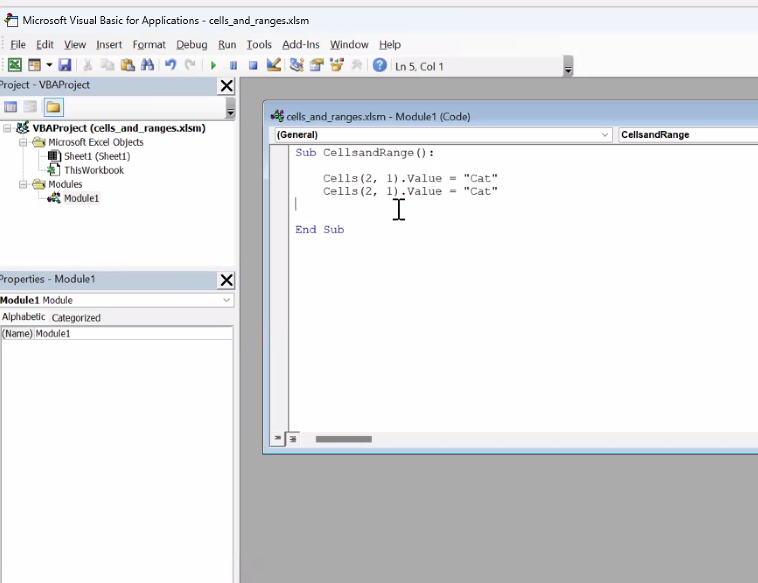 Microsoft Visual Basic for Applications - cells_and_ranges.xlsm
File Edit View Insert Format Debug Run Tools Add-Ins Window Help
Ln 5, Col 1
Project - VBAProject
VBAProject (cells_and_ranges.xlsm)
Microsoft Excel Objects
Sheet1 (Sheet1)
ThisWorkbook
Modules
Module1
Properties - Module1
Module1 Module
Alphabetic Categorized
(Name) Module1
cells_and_ranges.xlsm - Module1 (Code)
(General) CellsandRange
Sub CellsandRange():
Cells(2, 1).Value = "Cat"
Cells(2, 1).Value = "Cat"
End Sub